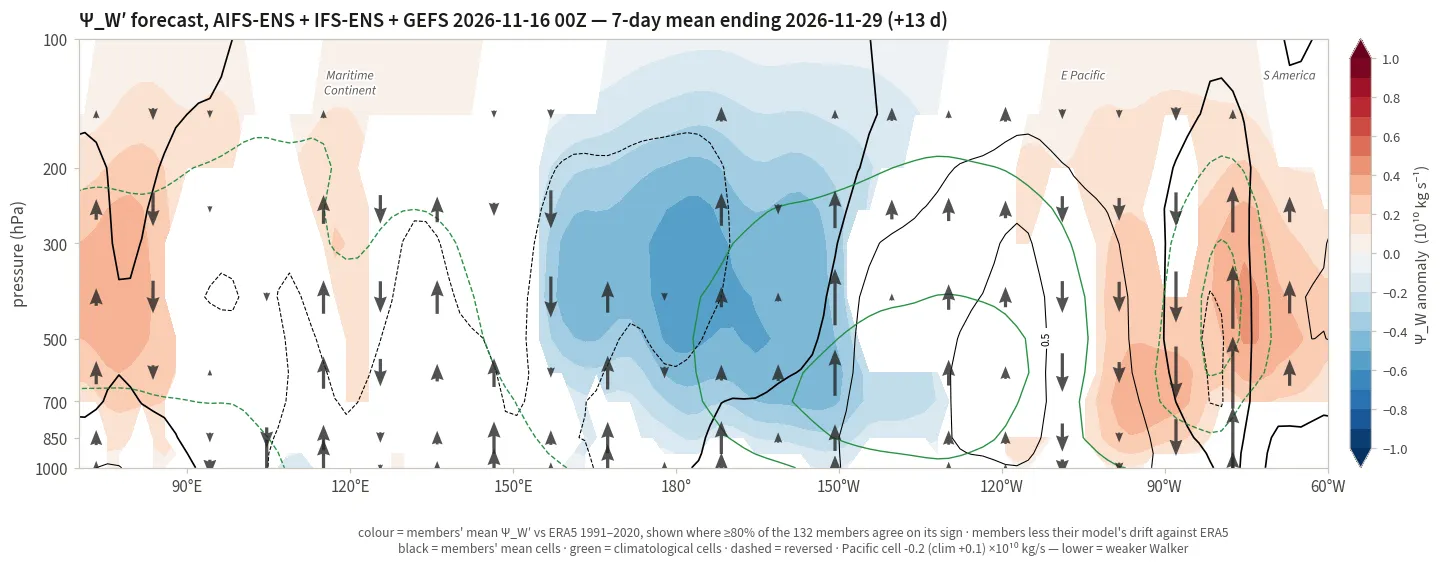 Ψ_W′ forecast, AIFS-ENS + IFS-ENS + GEFS 2026-11-16 00Z — 7-day mean ending 2026-11-29 (+13 d)
pressure (hPa)
100
200
300
400
500
700
850
1000
Maritime
Continent
E Pacific
S America
0.5
90°E
120°E
150°E
180°
150°W
120°W
90°W
60°W
1.0
0.8
0.6
0.4
0.2
0.0
−0.2
−0.4
−0.6
−0.8
−1.0
Ψ_W anomaly (10¹⁰ kg s⁻¹)
colour = members' mean Ψ_W′ vs ERA5 1991–2020, shown where ≥80% of the 132 members agree on its sign · members less their model's drift against ERA5
black = members' mean cells · green = climatological cells · dashed = reversed · Pacific cell -0.2 (clim +0.1) ×10¹⁰ kg/s — lower = weaker Walker